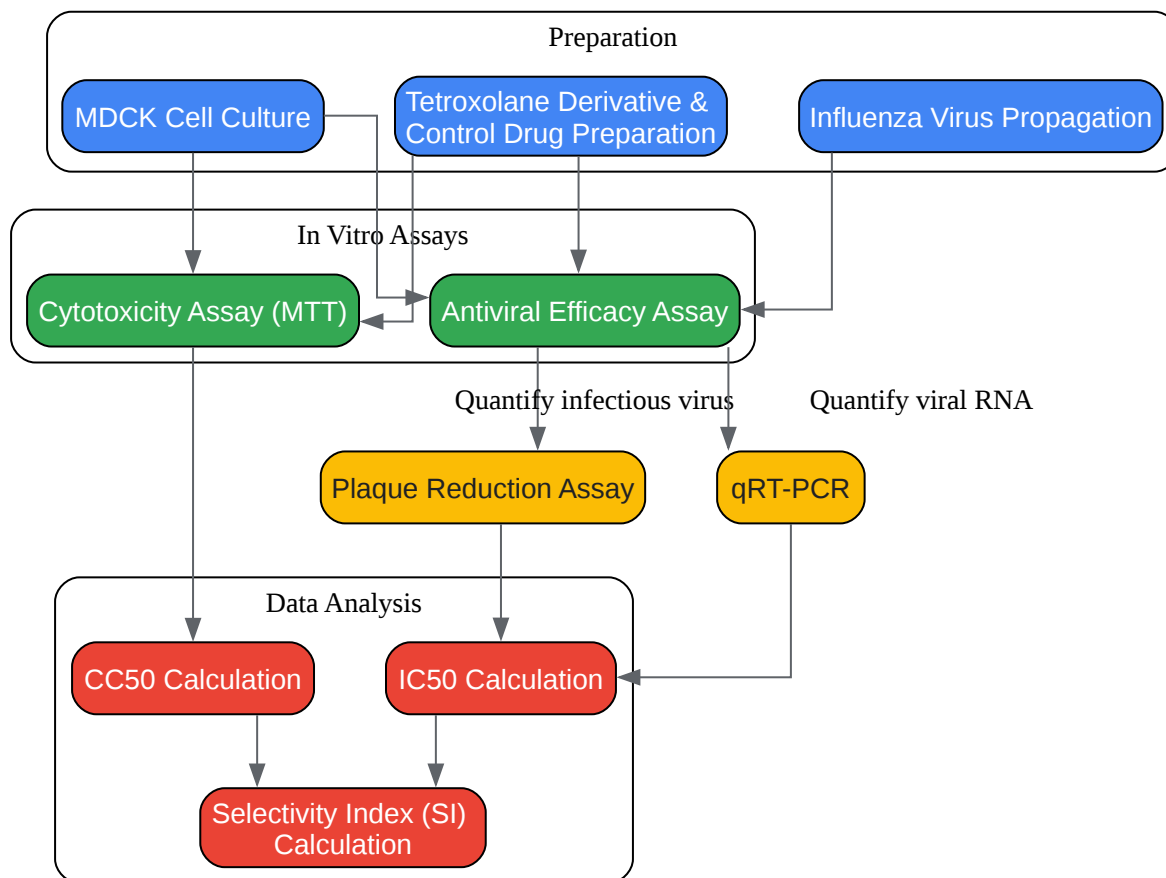 Preparation
MDCK Cell Culture
Tetroxolane Derivative &
Control Drug Preparation
Influenza Virus Propagation
In Vitro Assays
Cytotoxicity Assay (MTT)
Antiviral Efficacy Assay
Quantify infectious virus
Quantify viral RNA
Plaque Reduction Assay
qRT-PCR
Data Analysis
CC50 Calculation
IC50 Calculation
Selectivity Index (SI)
Calculation